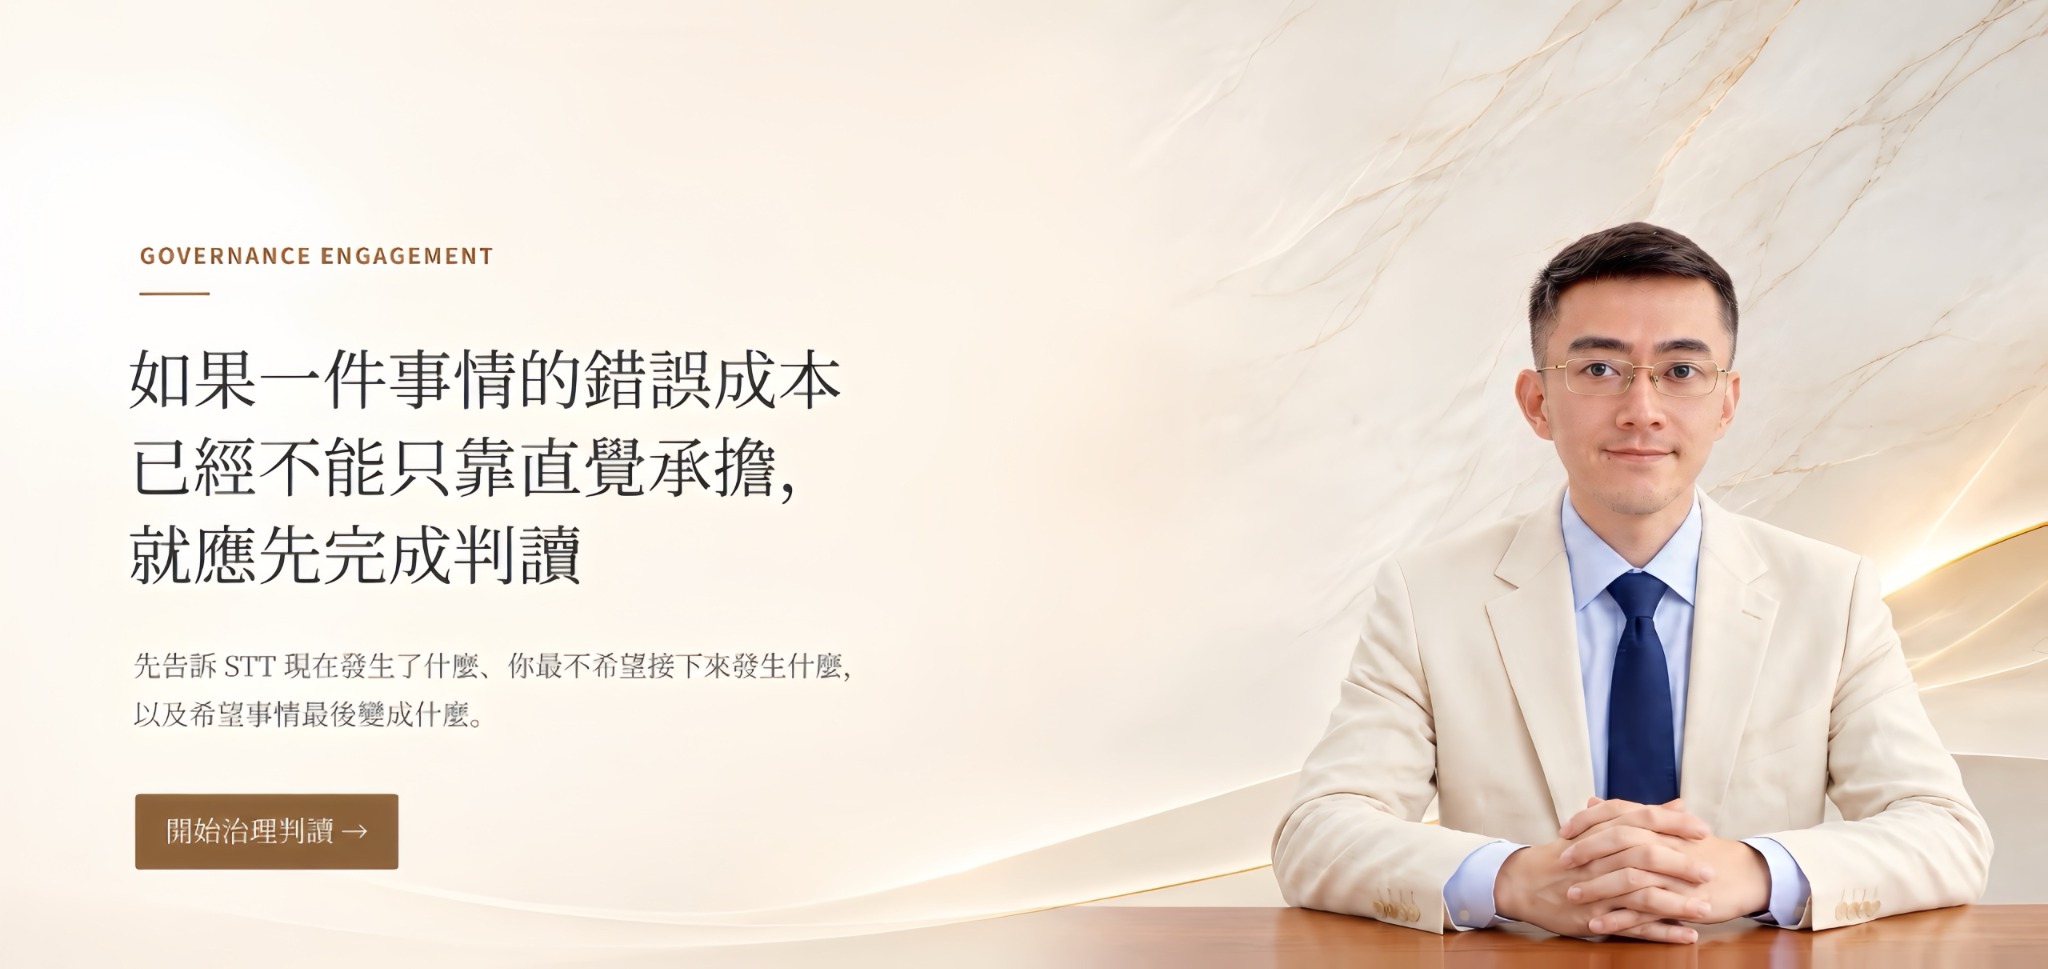 GOVERNANCE ENGAGEMENT
如果一件事情的錯誤成本
已經不能只靠直覺承擔，
就應先完成判讀
先告訴 STT 現在發生了什麼、你最不希望接下來發生什麼，
以及希望事情最後變成什麼。
開始治理判讀 →